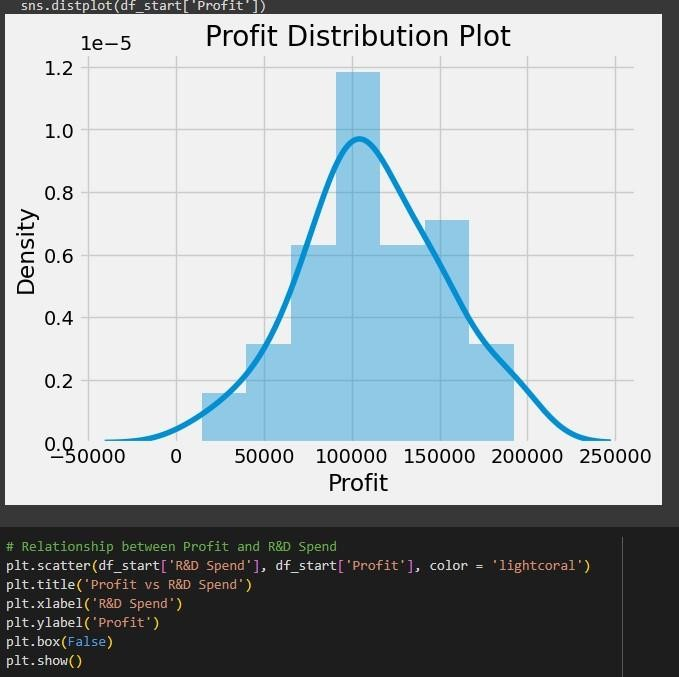 sns.distplot(df_start['Profit'])
Profit Distribution Plot
1e−5
1.2
1.0
0.8
0.6
0.4
0.2
0.0
Density
−50000 0 50000 100000 150000 200000 250000
Profit
# Relationship between Profit and R&D Spend
plt.scatter(df_start['R&D Spend'], df_start['Profit'], color = 'lightcoral')
plt.title('Profit vs R&D Spend')
plt.xlabel('R&D Spend')
plt.ylabel('Profit')
plt.box(False)
plt.show()